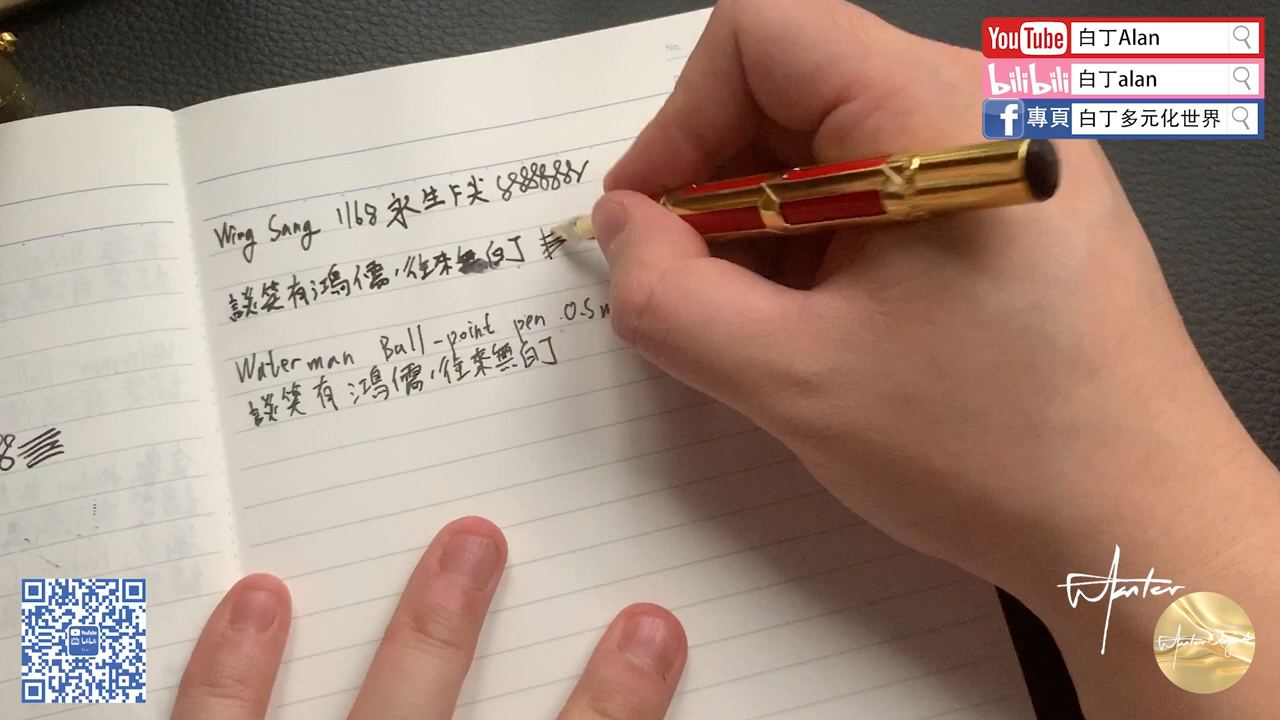 YouTube 白丁Alan
bilibili 白丁alan
f 專頁 白丁多元化世界
Wing Sang 1168 永生卡尖 888888
談笑有鴻儒,往來無白丁
Waterman Ball-point pen 0.5
談笑有鴻儒,往來無白丁